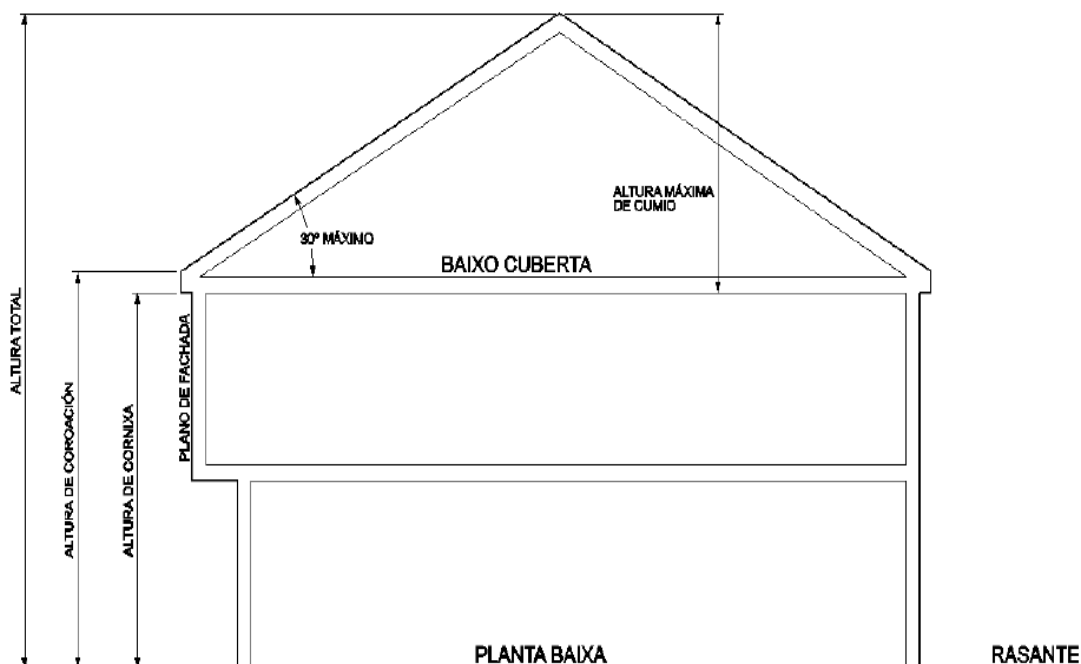 ALTURA MÁXIMA
DE CUMIO
30º MÁXIMO
BAIXO CUBERTA
ALTURA TOTAL
ALTURA DE COROACIÓN
ALTURA DE CORNIXA
PLANO DE FACHADA
PLANTA BAIXA
RASANTE